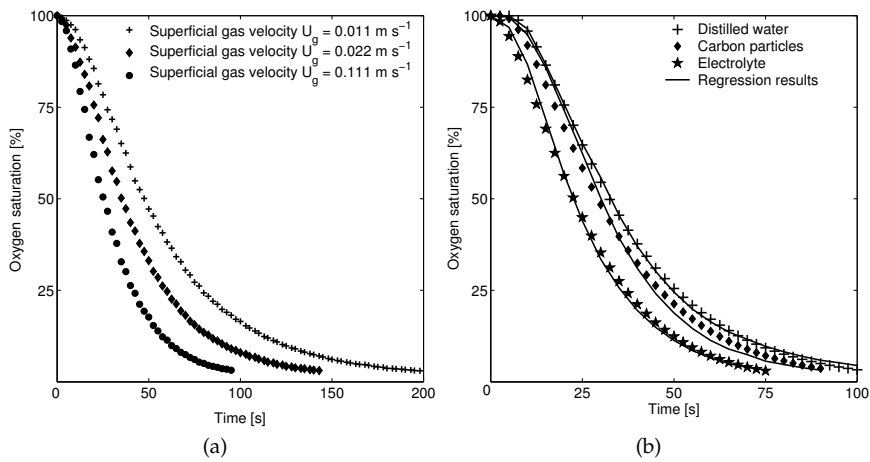 Superficial gas velocity U_g = 0.011 m s⁻¹
Superficial gas velocity U_g = 0.022 m s⁻¹
Superficial gas velocity U_g = 0.111 m s⁻¹
Oxygen saturation [%]
100
75
50
25
0 50 100 150 200
Time [s]
(a)
Distilled water
Carbon particles
Electrolyte
Regression results
Oxygen saturation [%]
100
75
50
25
0 25 50 75 100
Time [s]
(b)